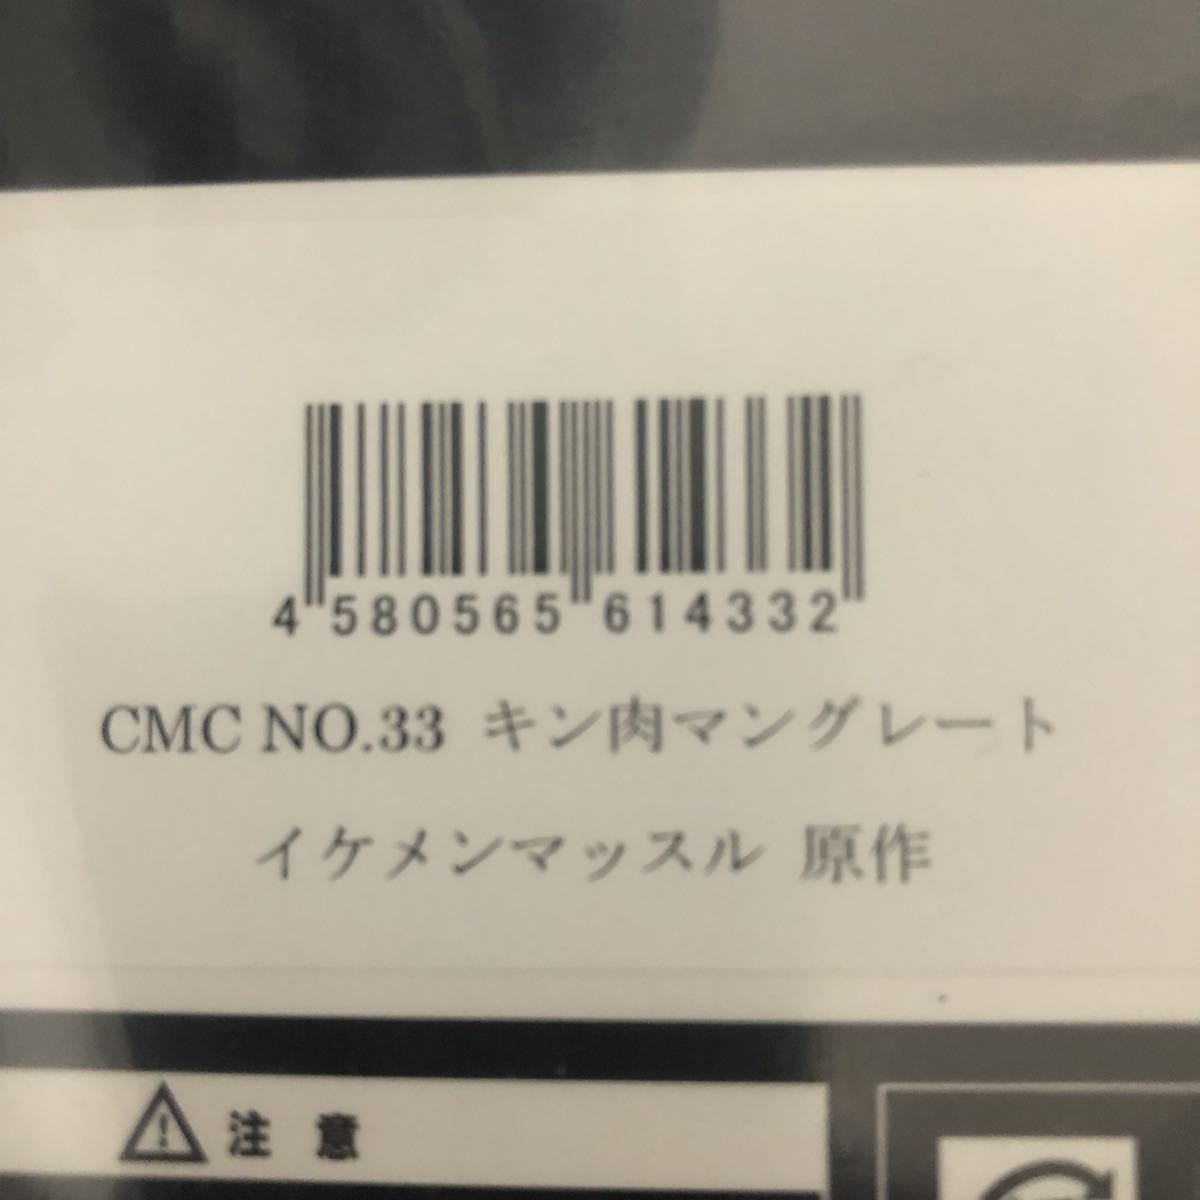 4 580565 614332
CMC NO.33 キン肉マングレート
イケメンマッスル 原作
注 意